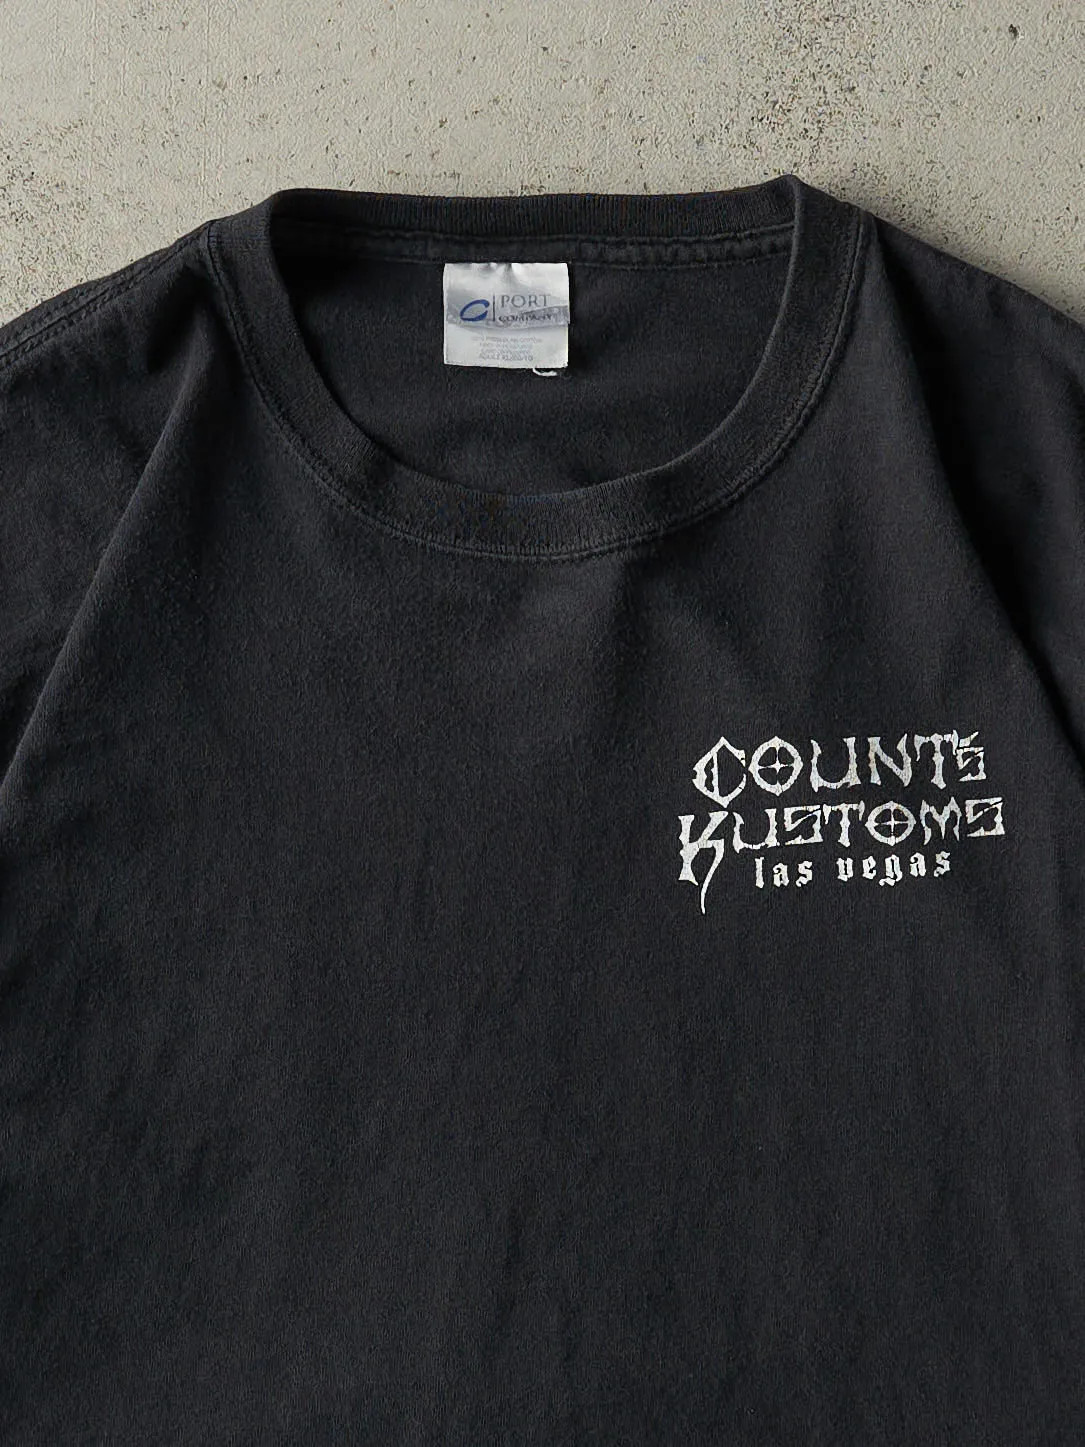 PORT
COMPANY
COUNT'S
KUSTOMS
las vegas